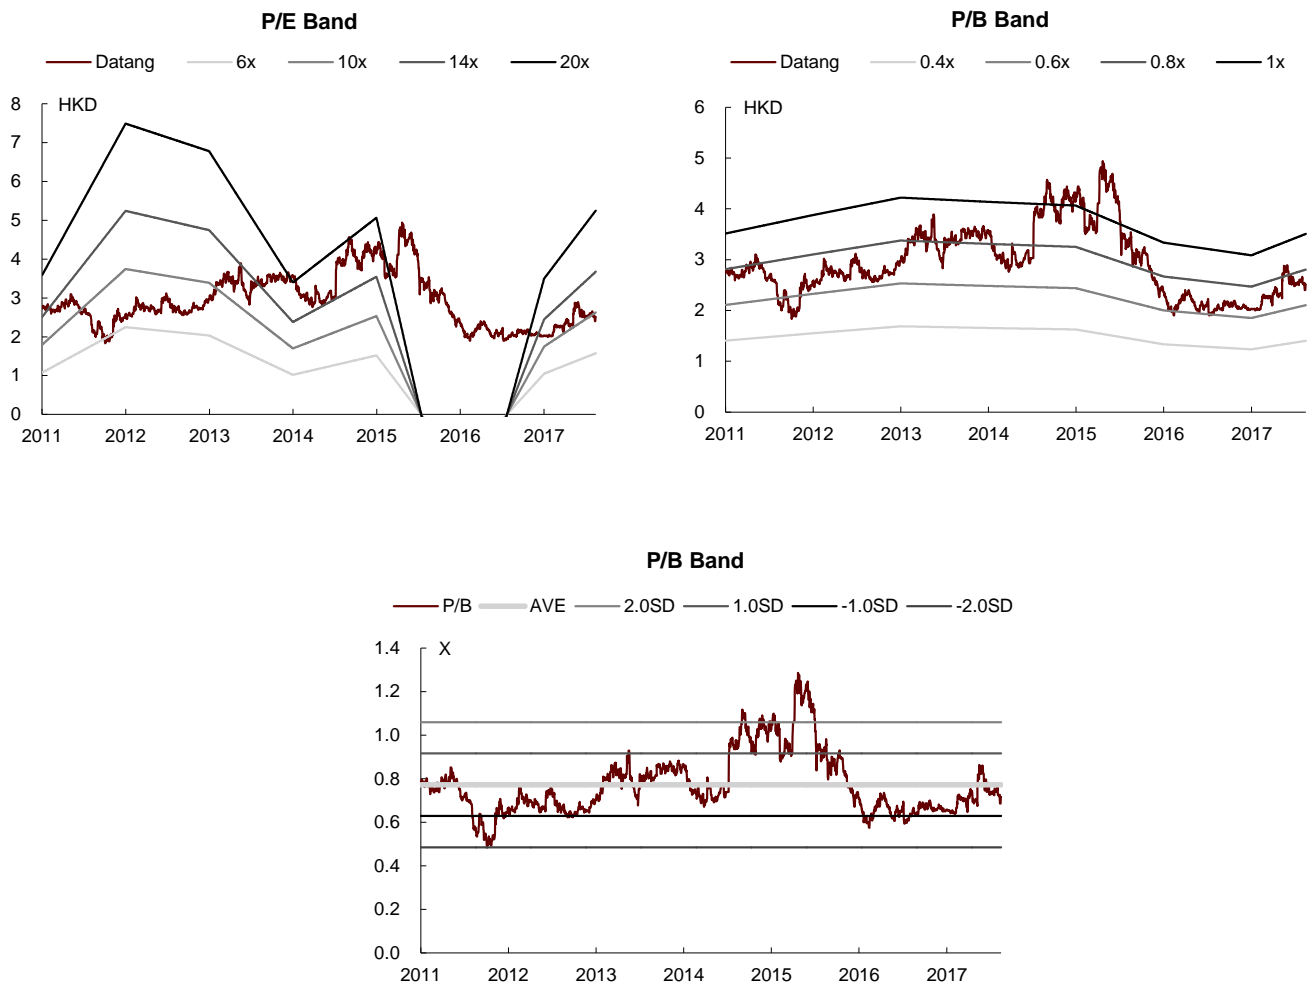 P/E Band
Datang 6x 10x 14x 20x
HKD
8
7
6
5
4
3
2
1
0
2011 2012 2013 2014 2015 2016 2017
P/B Band
Datang 0.4x 0.6x 0.8x 1x
HKD
6
5
4
3
2
1
0
2011 2012 2013 2014 2015 2016 2017
P/B Band
P/B AVE 2.0SD 1.0SD -1.0SD -2.0SD
X
1.4
1.2
1.0
0.8
0.6
0.4
0.2
0.0
2011 2012 2013 2014 2015 2016 2017